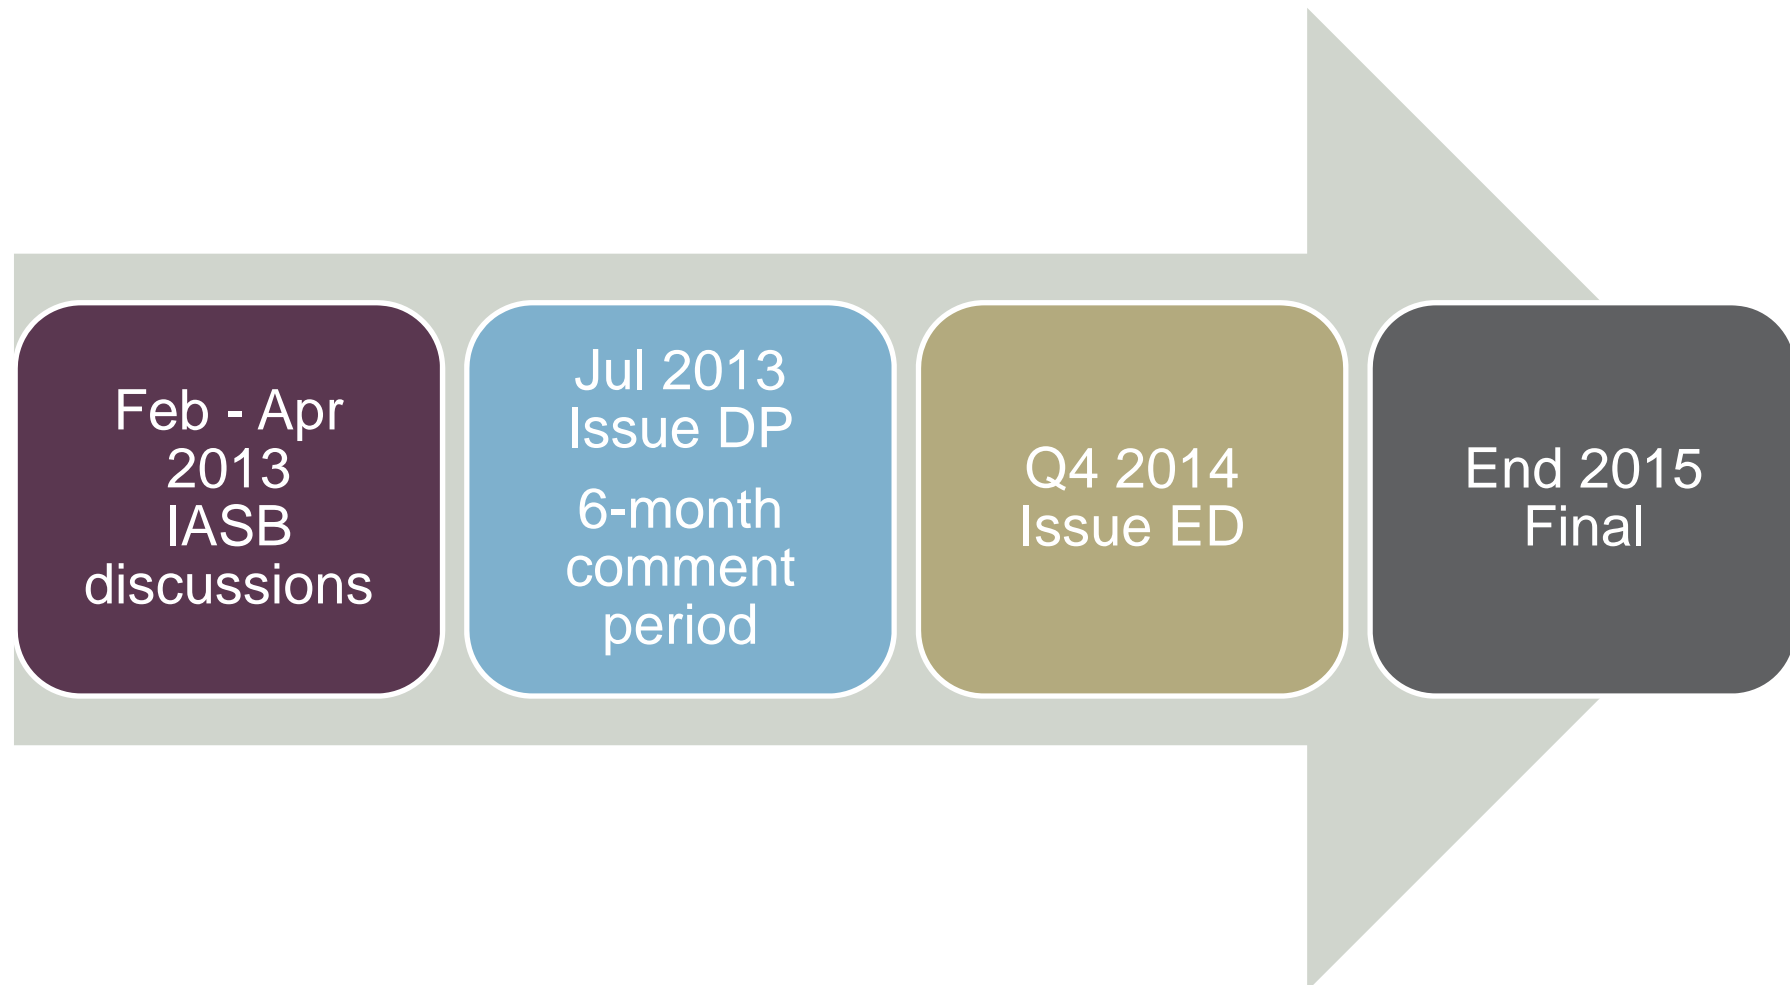 Feb - Apr
2013
IASB
discussions
Jul 2013
Issue DP
6-month
comment
period
Q4 2014
Issue ED
End 2015
Final